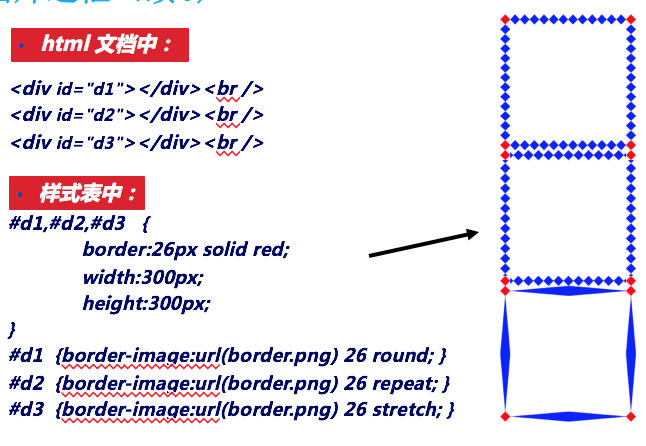 • html 文档中：
<div id="d1"></div><br />
<div id="d2"></div><br />
<div id="d3"></div><br />
• 样式表中：
#d1,#d2,#d3 {
border:26px solid red;
width:300px;
height:300px;
}
#d1 {border-image:url(border.png) 26 round; }
#d2 {border-image:url(border.png) 26 repeat; }
#d3 {border-image:url(border.png) 26 stretch; }